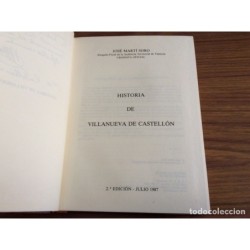 JOSÉ MARTÍ SORO
HISTORIA
DE
VILLANUEVA DE CASTELLÓN
2.ª EDICIÓN - JULIO 1987
todocoleccion